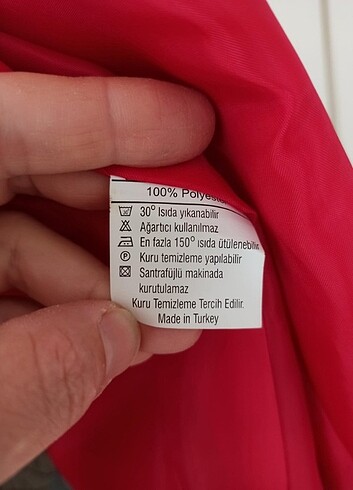 100% Polyester
30° Isıda yıkanabilir
Ağartıcı kullanılmaz
En fazla 150° ısıda ütülenebilir
Kuru temizleme yapılabilir
Santrafüjlü makinada
kurutulamaz
Kuru Temizleme Tercih Edilir.
Made in Turkey